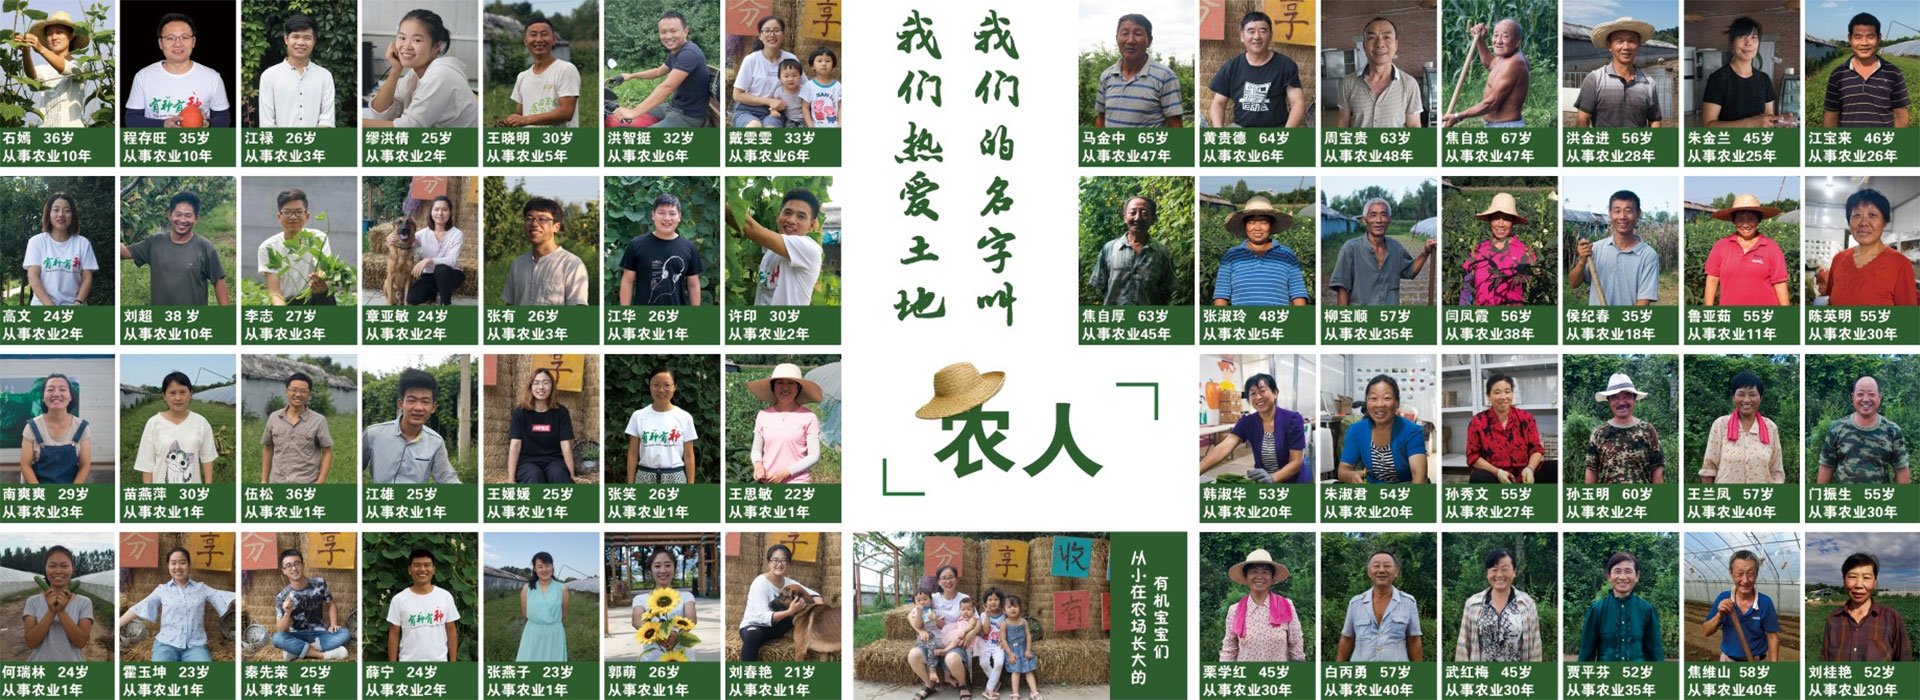 石嫣 36岁
从事农业10年
程存旺 35岁
从事农业10年
江禄 26岁
从事农业3年
缪洪倩 25岁
从事农业2年
王晓明 30岁
从事农业5年
洪智挺 32岁
从事农业6年
戴雯雯 33岁
从事农业6年
高文 24岁
从事农业2年
刘超 38 岁
从事农业10年
李志 27岁
从事农业3年
章亚敏 24岁
从事农业2年
张有 26岁
从事农业3年
江华 26岁
从事农业1年
许印 30岁
从事农业2年
南爽爽 29岁
从事农业3年
苗燕萍 30岁
从事农业1年
伍松 36岁
从事农业1年
江雄 25岁
从事农业1年
王媛媛 25岁
从事农业1年
张笑 26岁
从事农业1年
王思敏 22岁
从事农业1年
何瑞林 24岁
从事农业1年
霍玉坤 23岁
从事农业1年
秦先荣 25岁
从事农业1年
薛宁 24岁
从事农业2年
张燕子 23岁
从事农业1年
郭萌 26岁
从事农业1年
刘春艳 21岁
从事农业1年
我们的名字叫
我们热爱土地
农人
分 享 收
有
有机宝宝们
从小在农场长大的
马金中 65岁
从事农业47年
黄贵德 64岁
从事农业6年
周宝贵 63岁
从事农业48年
焦自忠 67岁
从事农业47年
洪金进 56岁
从事农业28年
朱金兰 45岁
从事农业25年
江宝来 46岁
从事农业26年
焦自厚 63岁
从事农业45年
张淑玲 48岁
从事农业5年
柳宝顺 57岁
从事农业35年
闫凤霞 56岁
从事农业38年
侯纪春 35岁
从事农业18年
鲁亚茹 55岁
从事农业11年
陈英明 55岁
从事农业30年
韩淑华 53岁
从事农业20年
朱淑君 54岁
从事农业20年
孙秀文 55岁
从事农业27年
孙玉明 60岁
从事农业2年
王兰凤 57岁
从事农业40年
门振生 55岁
从事农业30年
栗学红 45岁
从事农业30年
白丙勇 57岁
从事农业40年
武红梅 45岁
从事农业30年
贾平芬 52岁
从事农业35年
焦维山 58岁
从事农业40年
刘桂艳 52岁
从事农业30年